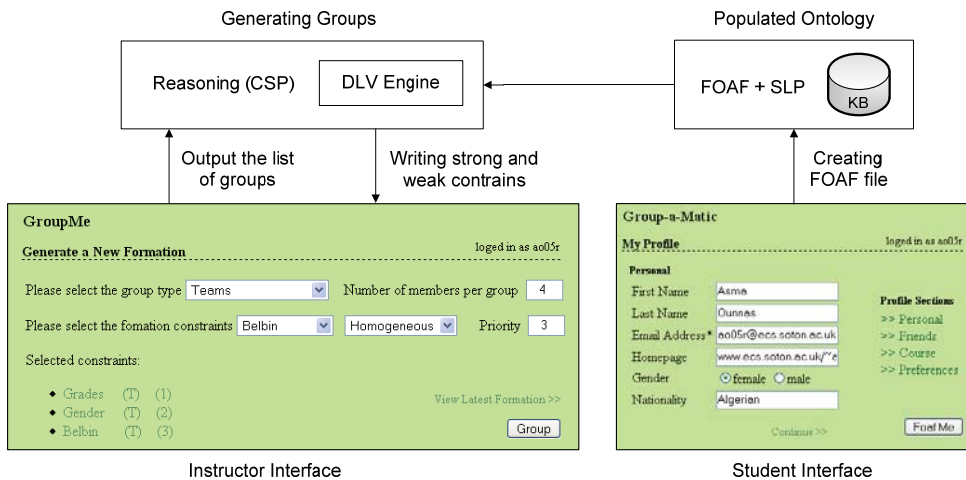 Generating Groups
Populated Ontology
Reasoning (CSP)
DLV Engine
FOAF + SLP
KB
Output the list
of groups
Writing strong and
weak contrains
Creating
FOAF file
GroupMe
Generate a New Formation
loged in as ao05r
Please select the group type Teams Number of members per group 4
Please select the fomation constraints Belbin Homogeneous Priority 3
Selected constraints:
◆ Grades (T) (1)
◆ Gender (T) (2)
◆ Belbin (T) (3)
View Latest Formation >>
Group
Instructor Interface
Group-a-Matic
My Profile
loged in as ao05r
Personal
First Name Asma
Last Name Ounnas
Email Address* ao05r@ecs.soton.ac.uk
Homepage www.ecs.soton.ac.uk/~a
Gender female male
Nationality Algerian
Profile Sections
>> Personal
>> Friends
>> Course
>> Preferences
Continue >>
Foaf Me
Student Interface